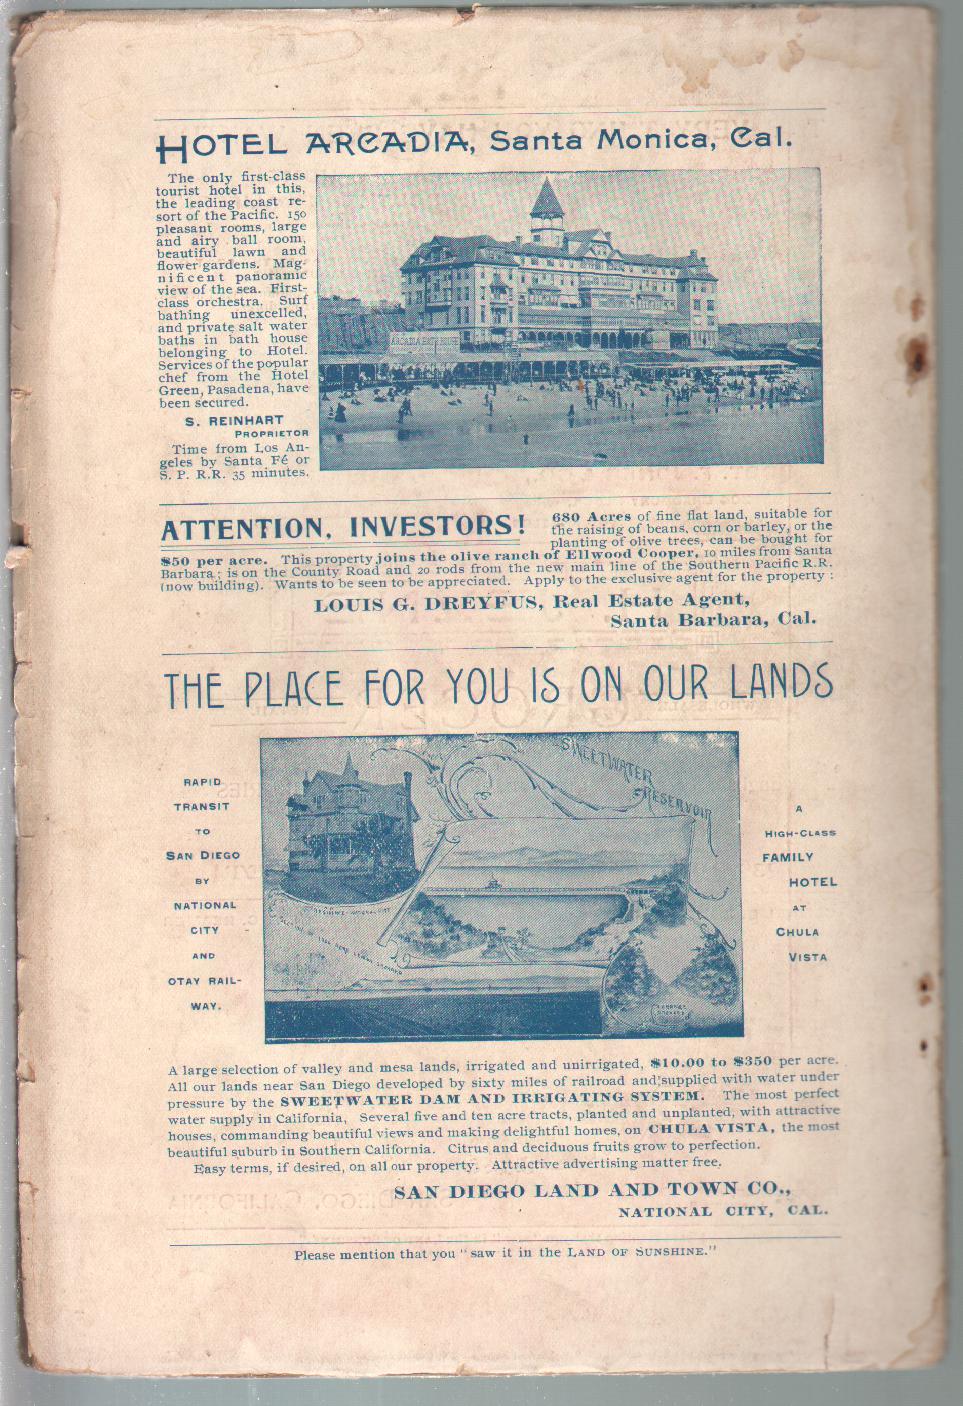 HOTEL ARCADIA, Santa Monica, Cal.
The only first-class
tourist hotel in this,
the leading coast re-
sort of the Pacific. 150
pleasant rooms, large
and airy ball room,
beautiful lawn and
flower gardens. Mag-
nificent panoramic
view of the sea. First-
class orchestra. Surf
bathing unexcelled,
and private salt water
baths in bath house
belonging to Hotel.
Services of the popular
chef from the Hotel
Green, Pasadena, have
been secured.
S. REINHART
PROPRIETOR
Time from Los An-
geles by Santa Fé or
S. P. R.R. 35 minutes.
ARCADIA BATH HOUSE
ATTENTION, INVESTORS!
680 Acres of fine flat land, suitable for
the raising of beans, corn or barley, or the
planting of olive trees, can be bought for
$50 per acre. This property joins the olive ranch of Ellwood Cooper, 10 miles from Santa
Barbara; is on the County Road and 20 rods from the new main line of the Southern Pacific R.R.
(now building). Wants to be seen to be appreciated. Apply to the exclusive agent for the property:
LOUIS G. DREYFUS, Real Estate Agent,
Santa Barbara, Cal.
THE PLACE FOR YOU IS ON OUR LANDS
RAPID
TRANSIT
TO
SAN DIEGO
BY
NATIONAL
CITY
AND
OTAY RAIL-
WAY.
SWEETWATER
RESERVOIR
A
HIGH-CLASS
FAMILY
HOTEL
AT
CHULA
VISTA
A large selection of valley and mesa lands, irrigated and unirrigated, $10.00 to $350 per acre.
All our lands near San Diego developed by sixty miles of railroad and supplied with water under
pressure by the SWEETWATER DAM AND IRRIGATING SYSTEM. The most perfect
water supply in California, Several five and ten acre tracts, planted and unplanted, with attractive
houses, commanding beautiful views and making delightful homes, on CHULA VISTA, the most
beautiful suburb in Southern California. Citrus and deciduous fruits grow to perfection.
Easy terms, if desired, on all our property. Attractive advertising matter free.
SAN DIEGO LAND AND TOWN CO.,
NATIONAL CITY, CAL.
Please mention that you "saw it in the LAND OF SUNSHINE."